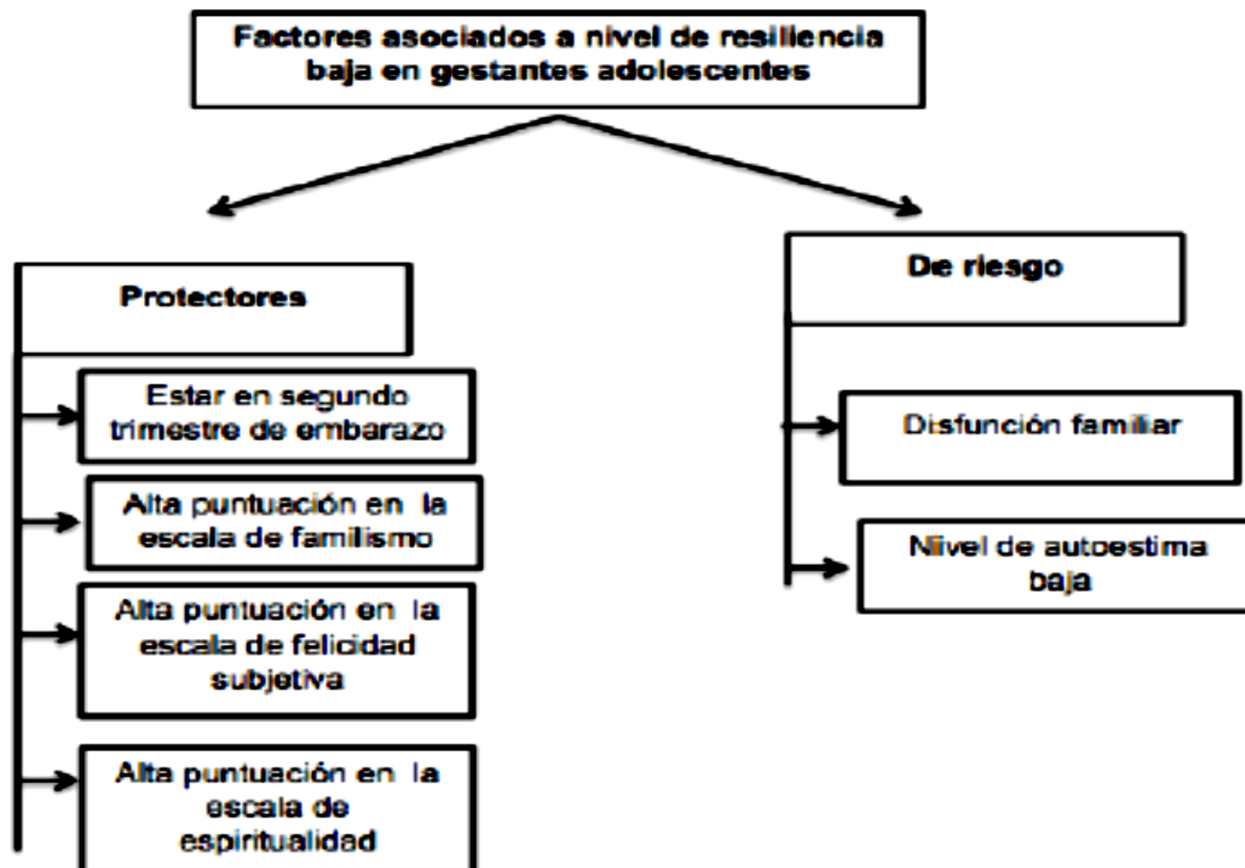 Factores asociados a nivel de resiliencia
baja en gestantes adolescentes
Protectores
Estar en segundo
trimestre de embarazo
Alta puntuación en la
escala de familismo
Alta puntuación en la
escala de felicidad
subjetiva
Alta puntuación en la
escala de
espiritualidad
De riesgo
Disfunción familiar
Nivel de autoestima
baja